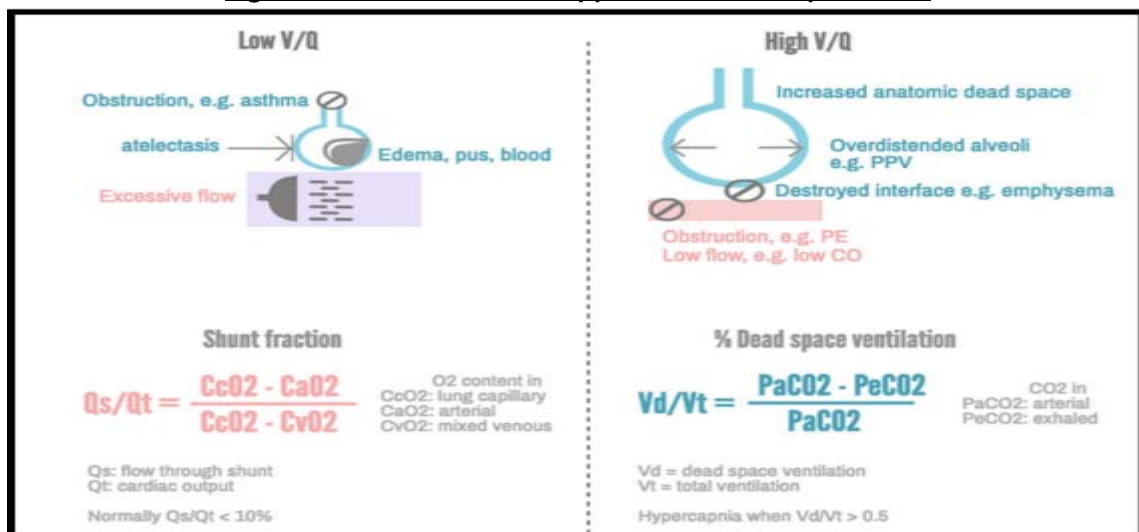 Low V/Q
Obstruction, e.g. asthma
atelectasis
Edema, pus, blood
Excessive flow
Shunt fraction
Qs/Qt = CcO2 - CaO2
CcO2 - CvO2
O2 content in
CcO2: lung capillary
CaO2: arterial
CvO2: mixed venous
Qs: flow through shunt
Qt: cardiac output
Normally Qs/Qt < 10%
High V/Q
Increased anatomic dead space
Overdistended alveoli
e.g. PPV
Destroyed interface e.g. emphysema
Obstruction, e.g. PE
Low flow, e.g. low CO
% Dead space ventilation
Vd/Vt = PaCO2 - PeCO2
PaCO2
CO2 in
PaCO2: arterial
PeCO2: exhaled
Vd = dead space ventilation
Vt = total ventilation
Hypercapnia when Vd/Vt > 0.5